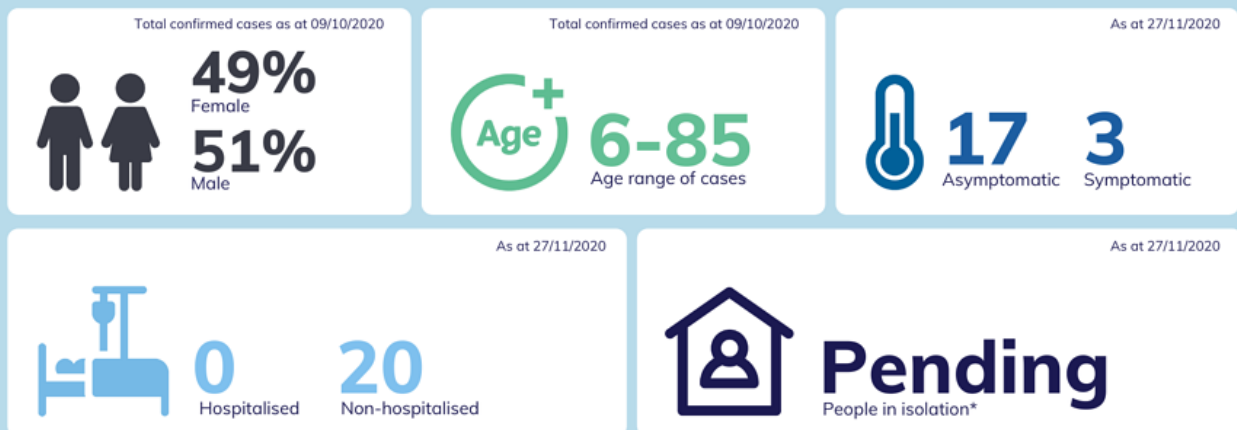 Total confirmed cases as at 09/10/2020
49%
Female
51%
Male
Total confirmed cases as at 09/10/2020
Age
6-85
Age range of cases
As at 27/11/2020
17
Asymptomatic
3
Symptomatic
As at 27/11/2020
0
Hospitalised
20
Non-hospitalised
As at 27/11/2020
Pending
People in isolation*